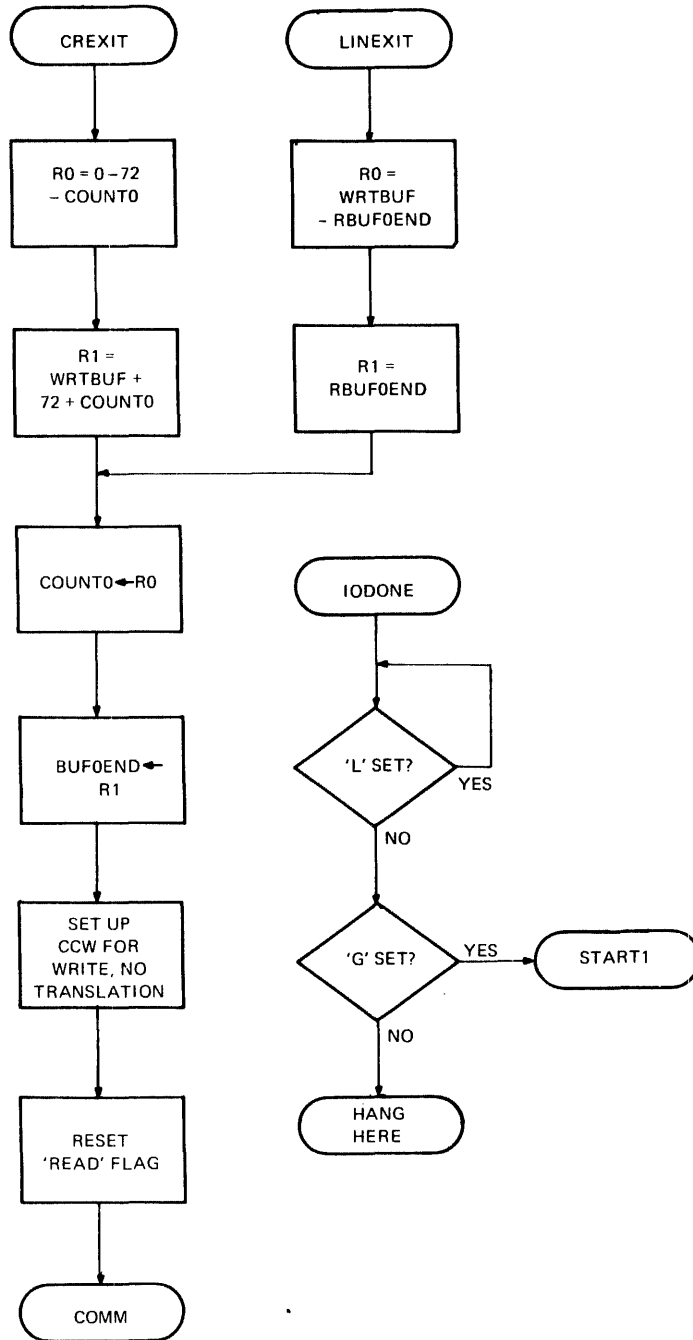 CREXIT
R0 = 0 – 72
– COUNT0
R1 =
WRTBUF +
72 + COUNT0
COUNT0←R0
BUF0END←
R1
SET UP
CCW FOR
WRITE, NO
TRANSLATION
RESET
'READ' FLAG
COMM
LINEXIT
R0 =
WRTBUF
– RBUF0END
R1 =
RBUF0END
IODONE
'L' SET?
YES
NO
'G' SET?
YES
START1
NO
HANG
HERE